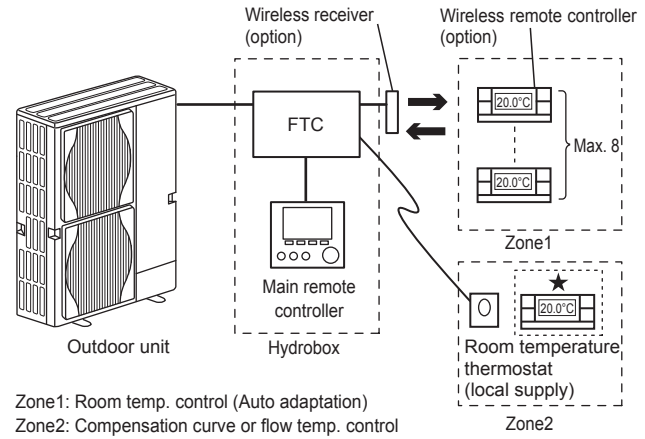 Wireless receiver
(option)
Wireless remote controller
(option)
FTC
20.0°C
Max. 8
20.0°C
Zone1
Main remote
controller
Hydrobox
Outdoor unit
★
20.0°C
Room temperature
thermostat
(local supply)
Zone2
Zone1: Room temp. control (Auto adaptation)
Zone2: Compensation curve or flow temp. control